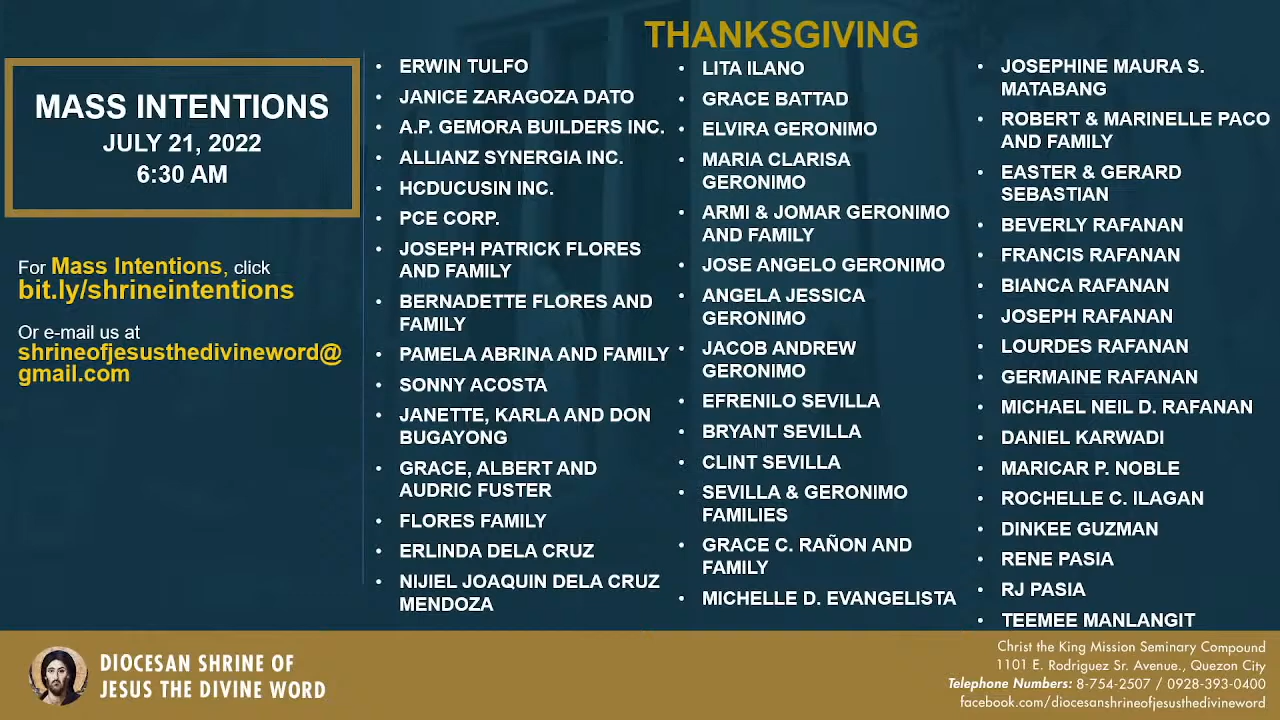 THANKSGIVING
MASS INTENTIONS
JULY 21, 2022
6:30 AM
For Mass Intentions, click
bit.ly/shrineintentions
Or e-mail us at
shrineofjesusthedivineword@
gmail.com
• ERWIN TULFO
• JANICE ZARAGOZA DATO
• A.P. GEMORA BUILDERS INC.
• ALLIANZ SYNERGIA INC.
• HCDUCUSIN INC.
• PCE CORP.
• JOSEPH PATRICK FLORES
AND FAMILY
• BERNADETTE FLORES AND
FAMILY
• PAMELA ABRINA AND FAMILY
• SONNY ACOSTA
• JANETTE, KARLA AND DON
BUGAYONG
• GRACE, ALBERT AND
AUDRIC FUSTER
• FLORES FAMILY
• ERLINDA DELA CRUZ
• NIJIEL JOAQUIN DELA CRUZ
MENDOZA
• LITA ILANO
• GRACE BATTAD
• ELVIRA GERONIMO
• MARIA CLARISA
GERONIMO
• ARMI & JOMAR GERONIMO
AND FAMILY
• JOSE ANGELO GERONIMO
• ANGELA JESSICA
GERONIMO
• JACOB ANDREW
GERONIMO
• EFRENILO SEVILLA
• BRYANT SEVILLA
• CLINT SEVILLA
• SEVILLA & GERONIMO
FAMILIES
• GRACE C. RAÑON AND
FAMILY
• MICHELLE D. EVANGELISTA
• JOSEPHINE MAURA S.
MATABANG
• ROBERT & MARINELLE PACO
AND FAMILY
• EASTER & GERARD
SEBASTIAN
• BEVERLY RAFANAN
• FRANCIS RAFANAN
• BIANCA RAFANAN
• JOSEPH RAFANAN
• LOURDES RAFANAN
• GERMAINE RAFANAN
• MICHAEL NEIL D. RAFANAN
• DANIEL KARWADI
• MARICAR P. NOBLE
• ROCHELLE C. ILAGAN
• DINKEE GUZMAN
• RENE PASIA
• RJ PASIA
• TEEMEE MANLANGIT
DIOCESAN SHRINE OF
JESUS THE DIVINE WORD
Christ the King Mission Seminary Compound
1101 E. Rodriguez Sr. Avenue., Quezon City
Telephone Numbers: 8-754-2507 / 0928-393-0400
facebook.com/diocesanshrineofjesusthedivineword